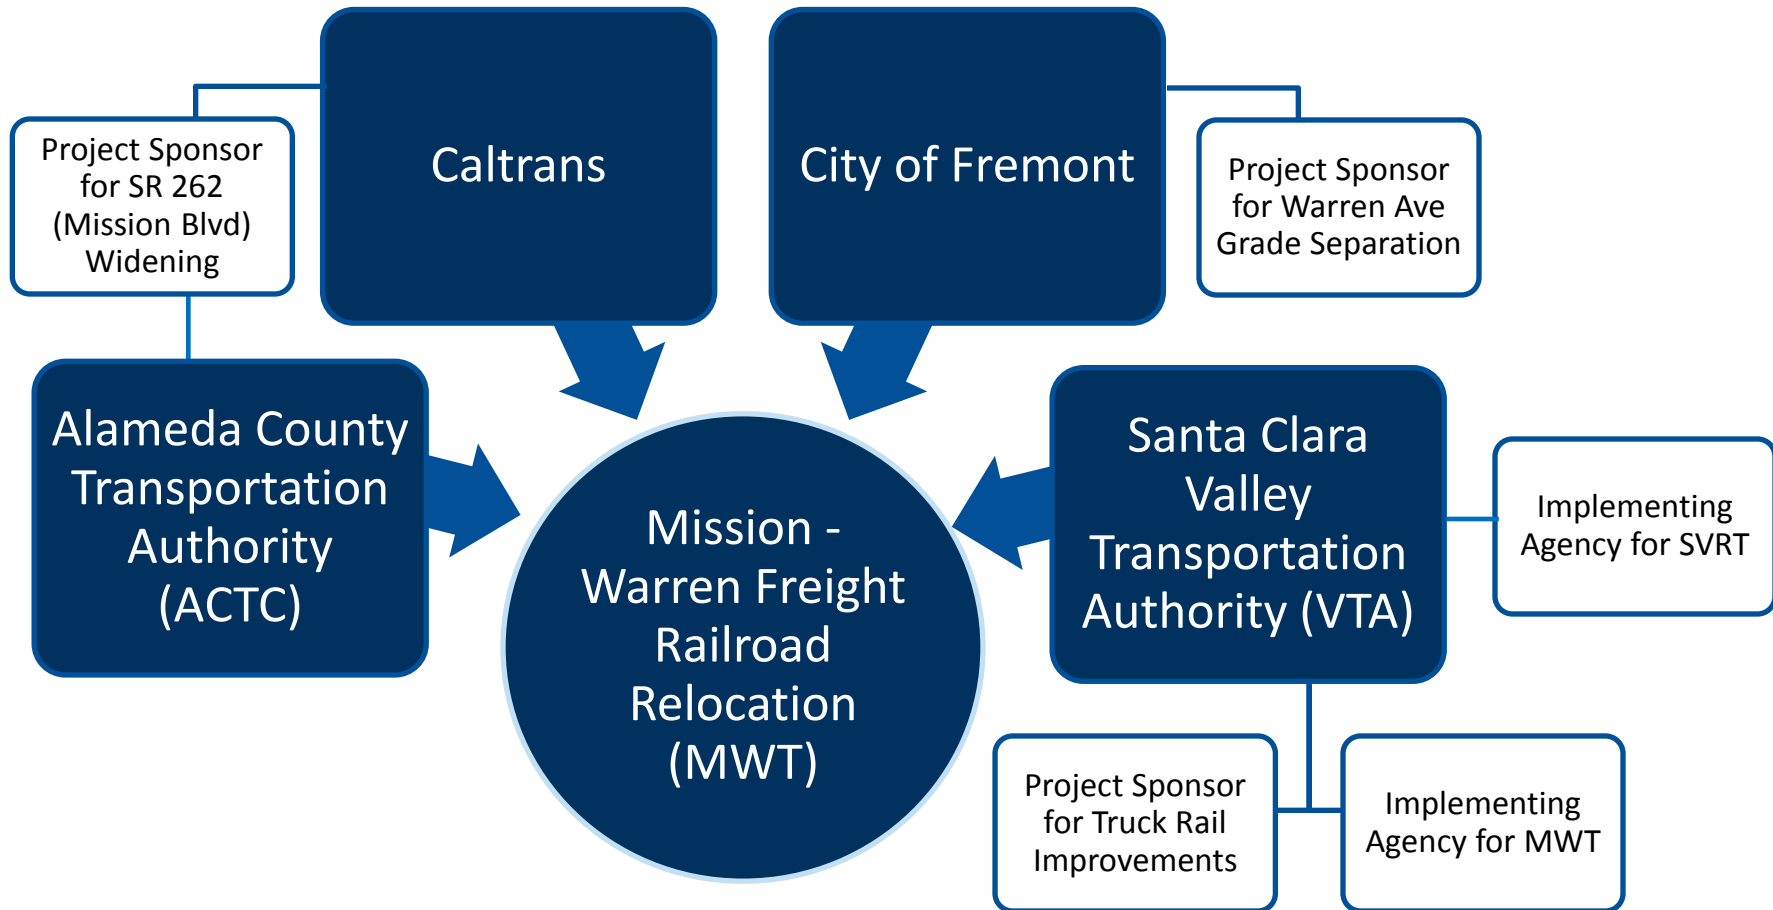 Caltrans
City of Fremont
Project Sponsor
for SR 262
(Mission Blvd)
Widening
Project Sponsor
for Warren Ave
Grade Separation
Alameda County
Transportation
Authority
(ACTC)
Mission -
Warren Freight
Railroad
Relocation
(MWT)
Santa Clara
Valley
Transportation
Authority (VTA)
Implementing
Agency for SVRT
Project Sponsor
for Truck Rail
Improvements
Implementing
Agency for MWT